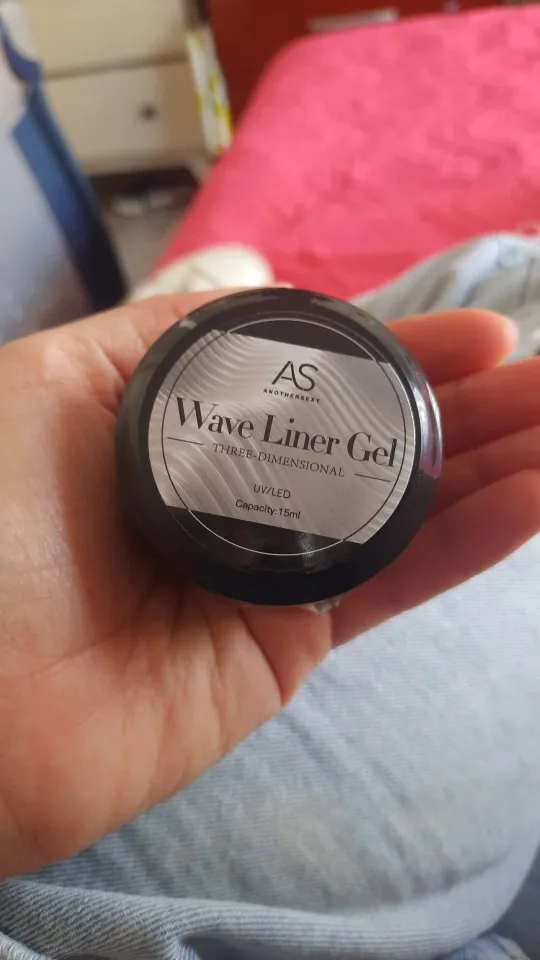 AS
ANOTHERSEXY
Wave Liner Gel
THREE-DIMENSIONAL
UV/LED
Capacity:15ml